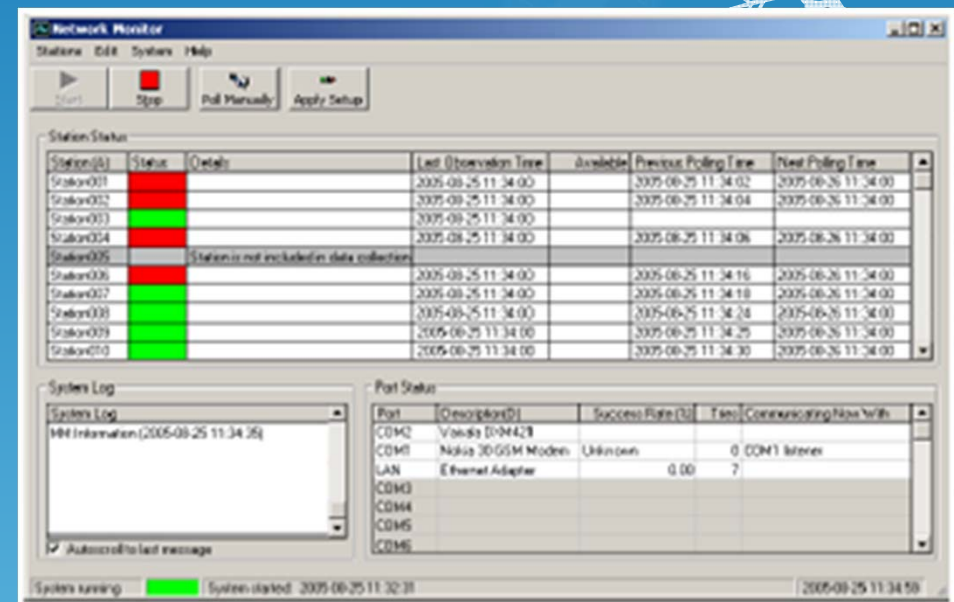 Network Monitor
Stations Edit System Help
Start Stop Poll Manually Apply Setup
Station Status
Station(A) Status Details Last Observation Time Available Previous Polling Time Next Polling Time
Station001 2005-08-25 11:34:00 2005-08-25 11:34:02 2005-08-26 11:34:00
Station002 2005-08-25 11:34:00 2005-08-25 11:34:04 2005-08-26 11:34:00
Station003 2005-08-25 11:34:00
Station004 2005-08-25 11:34:00 2005-08-25 11:34:06 2005-08-26 11:34:00
Station005 Station is not included in data collection
Station006 2005-08-25 11:34:00 2005-08-25 11:34:16 2005-08-26 11:34:00
Station007 2005-08-25 11:34:00 2005-08-25 11:34:18 2005-08-26 11:34:00
Station008 2005-08-25 11:34:00 2005-08-25 11:34:24 2005-08-26 11:34:00
Station009 2005-08-25 11:34:00 2005-08-25 11:34:25 2005-08-26 11:34:00
Station010 2005-08-25 11:34:00 2005-08-25 11:34:30 2005-08-26 11:34:00
System Log
System Log
MM Information (2005-08-25 11:34:35)
Autoscroll to last message
Port Status
Port Description(D) Success Rate (%) Tries Communicating Now With
COM2 Vaisala DXM421
COM1 Nokia 30 GSM Modem Unknown 0 COM1 listener
LAN Ethernet Adapter 0.00 7
COM3
COM4
COM5
COM6
System running System started: 2005-08-25 11:32:31 2005-08-25 11:34:59